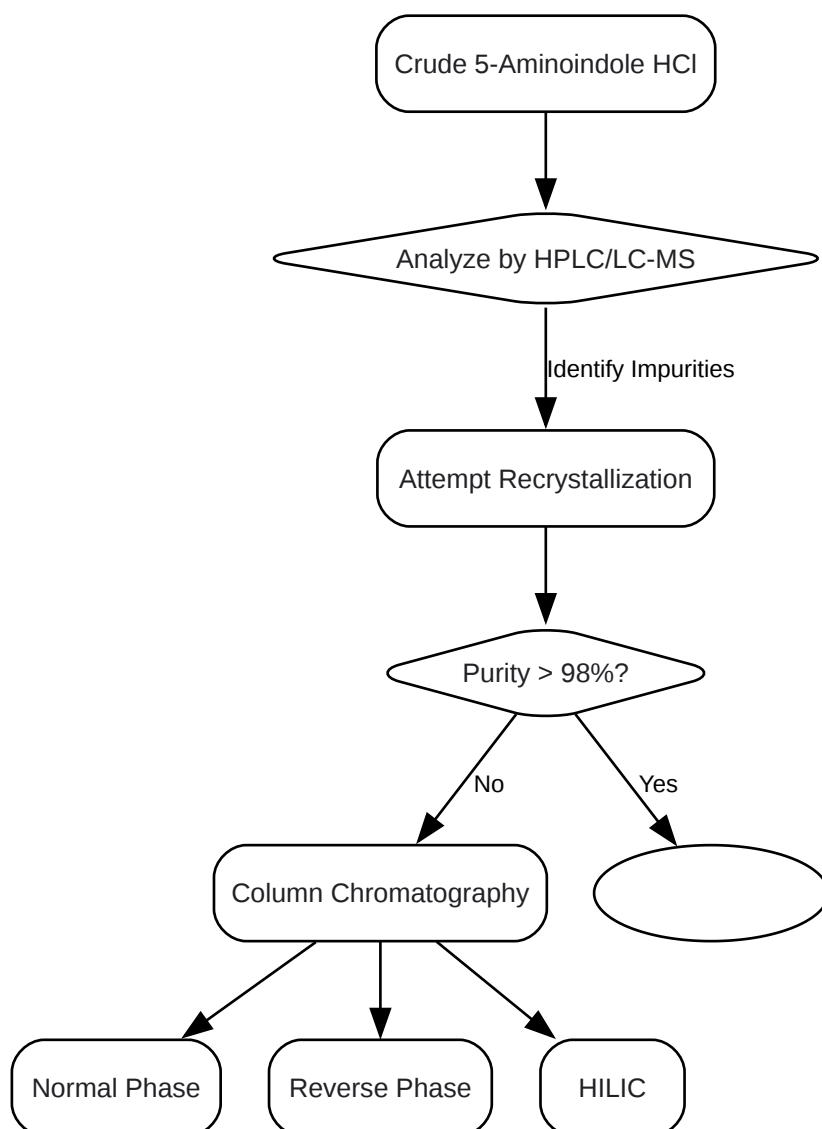 Crude 5-Aminoindole HCl
Analyze by HPLC/LC-MS
Identify Impurities
Attempt Recrystallization
Purity > 98%?
No
Yes
Column Chromatography
Normal Phase
Reverse Phase
HILIC